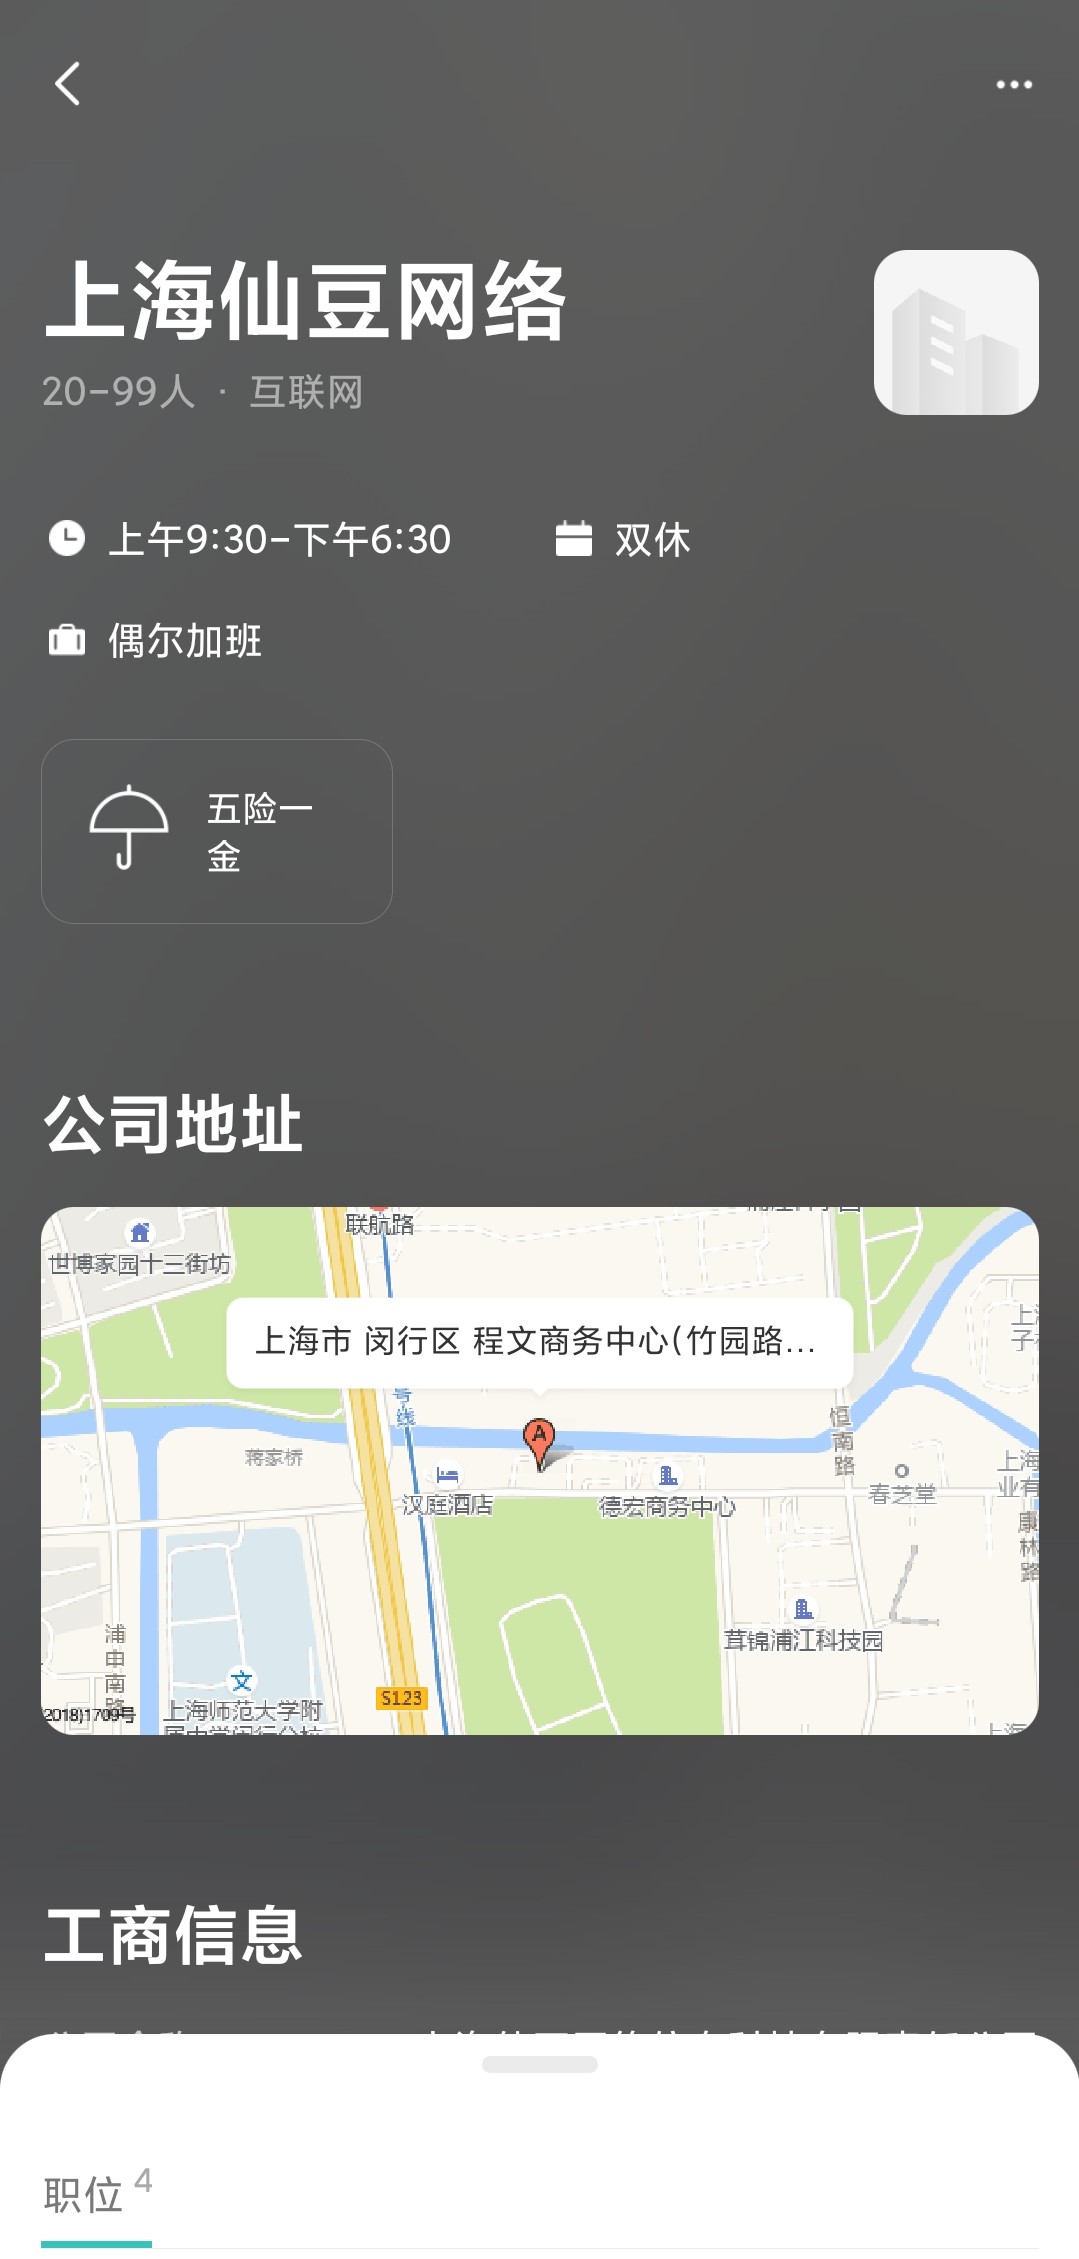 上海仙豆网络
20-99人 · 互联网
上午9:30-下午6:30
双休
偶尔加班
五险一
金
公司地址
联航路
世博家园十三街坊
上海市 闵行区 程文商务中心(竹园路...
号
线
恒
南
路
蒋家桥
汉庭酒店
德宏商务中心
春芝堂
上海
业有
康
林
路
茸锦浦江科技园
浦
申
南
路
S123
文
2018)1709号
上海师范大学附
工商信息
职位 4